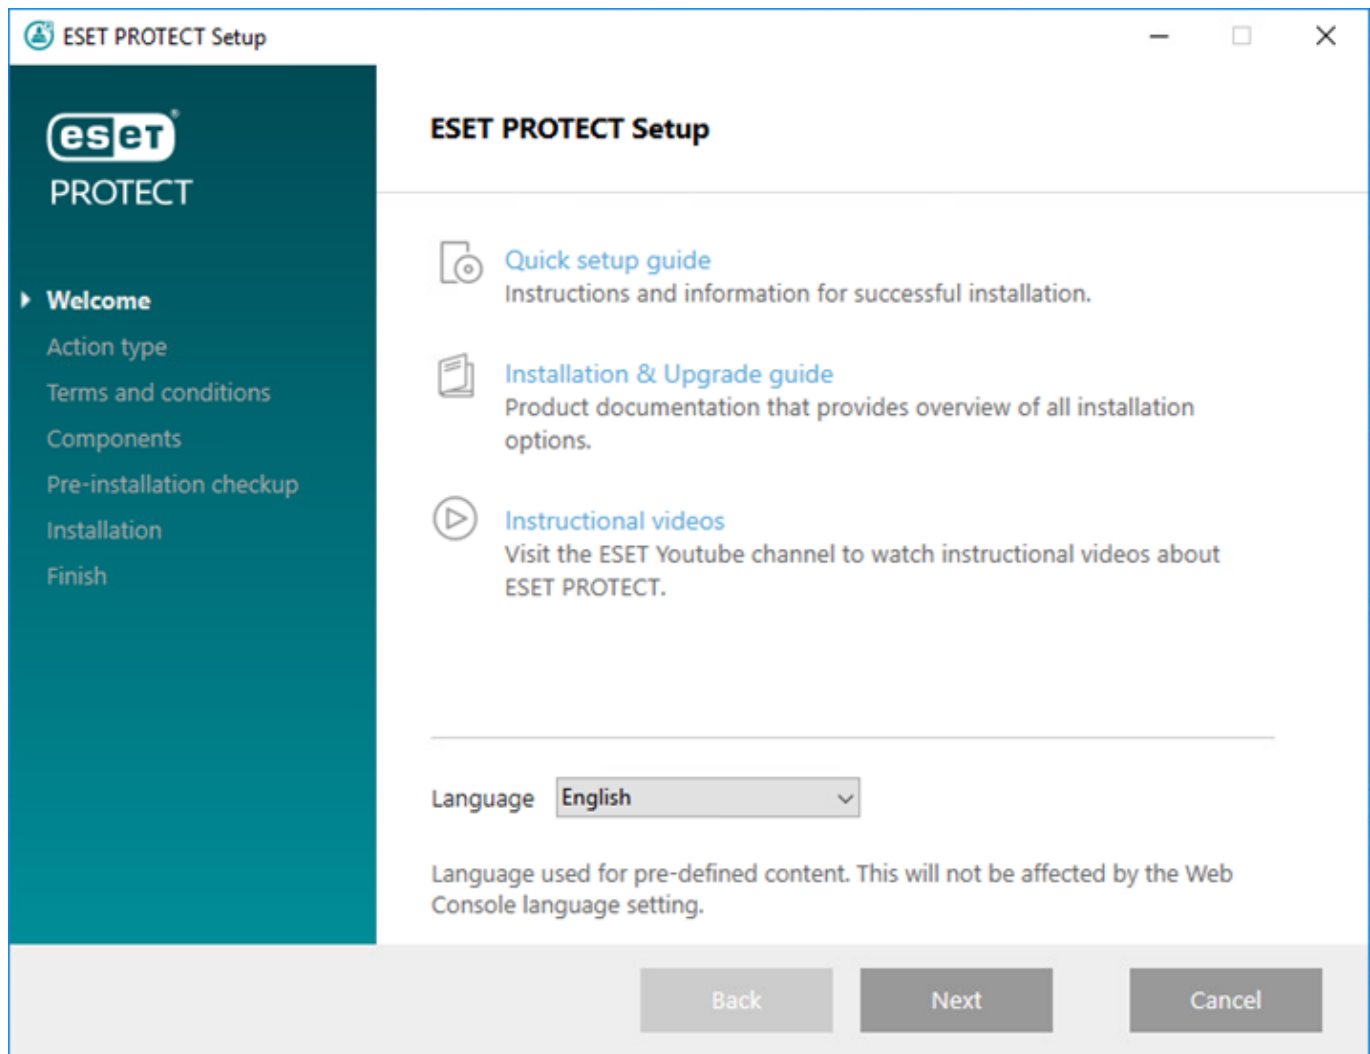 ESET PROTECT Setup
eset®
PROTECT
Welcome
Action type
Terms and conditions
Components
Pre-installation checkup
Installation
Finish
ESET PROTECT Setup
Quick setup guide
Instructions and information for successful installation.
Installation & Upgrade guide
Product documentation that provides overview of all installation
options.
Instructional videos
Visit the ESET Youtube channel to watch instructional videos about
ESET PROTECT.
Language English
Language used for pre-defined content. This will not be affected by the Web
Console language setting.
Back Next Cancel